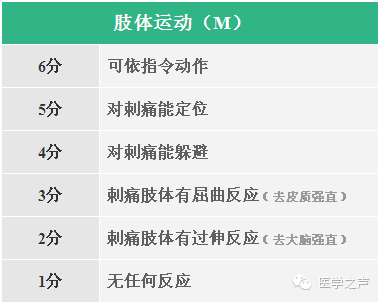 肢体运动（M）
6分 可依指令动作
5分 对刺痛能定位
4分 对刺痛能躲避
3分 刺痛肢体有屈曲反应（去皮质强直）
2分 刺痛肢体有过伸反应（去大脑强直）
1分 无任何反应
医学之声